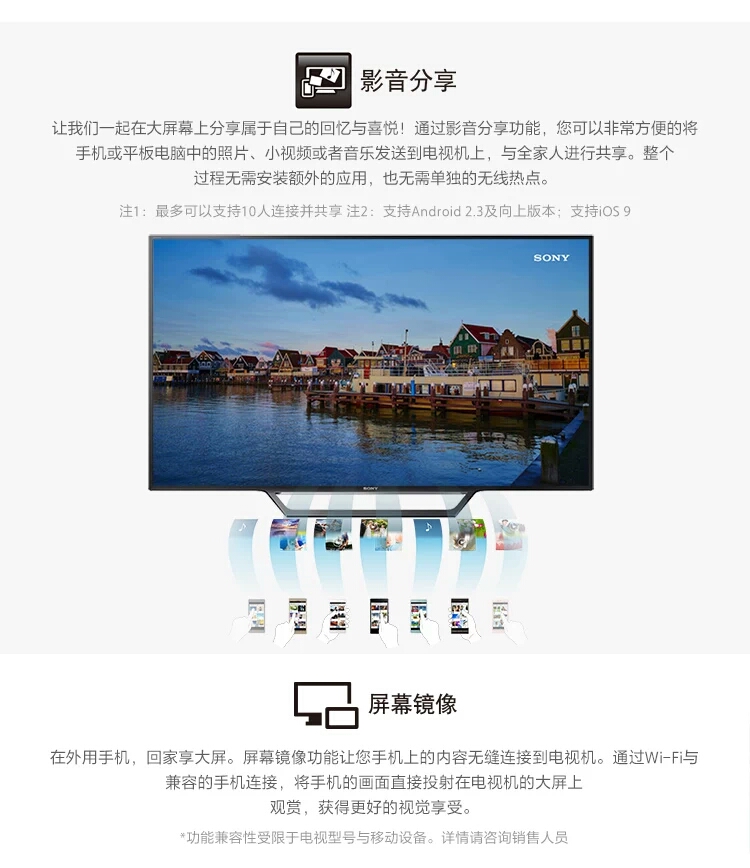 影音分享
让我们一起在大屏幕上分享属于自己的回忆与喜悦！通过影音分享功能，您可以非常方便的将
手机或平板电脑中的照片、小视频或者音乐发送到电视机上，与全家人进行共享。整个
过程无需安装额外的应用，也无需单独的无线热点。
注1：最多可以支持10人连接并共享 注2：支持Android 2.3及向上版本；支持iOS 9
SONY
SONY
屏幕镜像
在外用手机，回家享大屏。屏幕镜像功能让您手机上的内容无缝连接到电视机。通过Wi-Fi与
兼容的手机连接，将手机的画面直接投射在电视机的大屏上
观赏，获得更好的视觉享受。
*功能兼容性受限于电视型号与移动设备。详情请咨询销售人员